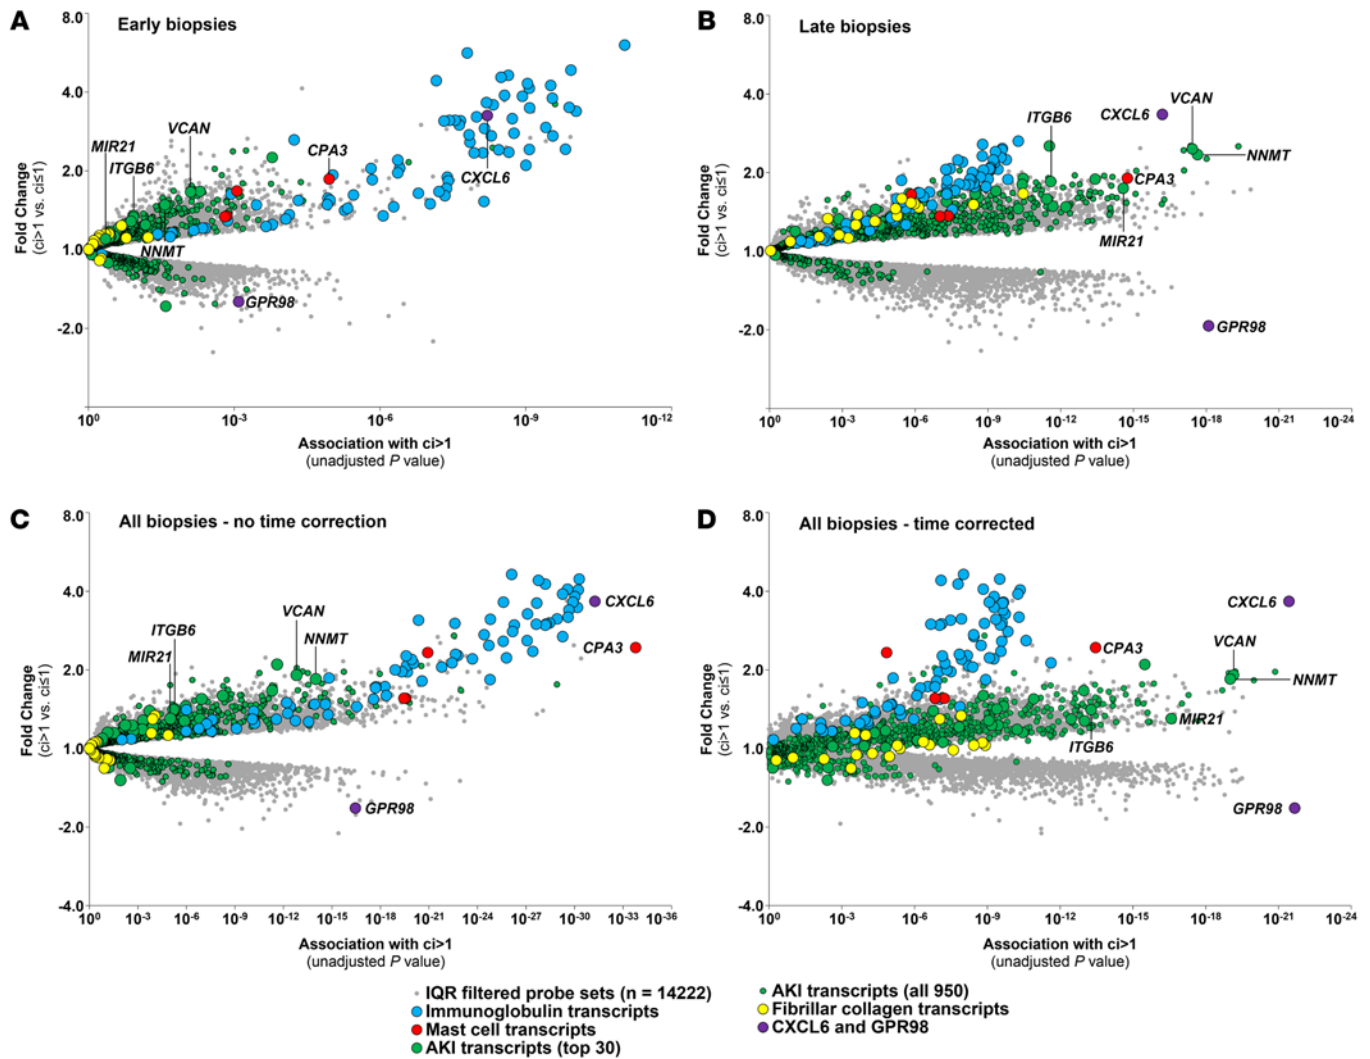 A
Early biopsies
8.0
4.0
2.0
1.0
-2.0
Fold Change
(ci>1 vs. ci≤1)
MIR21
ITGB6
VCAN
CPA3
CXCL6
NNMT
GPR98
10⁰
10⁻³
10⁻⁶
10⁻⁹
10⁻¹²
Association with ci>1
(unadjusted P value)
B
Late biopsies
8.0
4.0
2.0
1.0
-2.0
Fold Change
(ci>1 vs. ci≤1)
ITGB6
CXCL6
VCAN
NNMT
CPA3
MIR21
GPR98
10⁰
10⁻³
10⁻⁶
10⁻⁹
10⁻¹²
10⁻¹⁵
10⁻¹⁸
10⁻²¹
10⁻²⁴
Association with ci>1
(unadjusted P value)
C
All biopsies - no time correction
8.0
4.0
2.0
1.0
-2.0
-4.0
Fold Change
(ci>1 vs. ci≤1)
MIR21
ITGB6
VCAN
NNMT
CXCL6
CPA3
GPR98
10⁰
10⁻³
10⁻⁶
10⁻⁹
10⁻¹²
10⁻¹⁵
10⁻¹⁸
10⁻²¹
10⁻²⁴
10⁻²⁷
10⁻³⁰
10⁻³³
10⁻³⁶
Association with ci>1
(unadjusted P value)
D
All biopsies - time corrected
8.0
4.0
2.0
1.0
-2.0
-4.0
Fold Change
(ci>1 vs. ci≤1)
CXCL6
VCAN
CPA3
NNMT
MIR21
ITGB6
GPR98
10⁰
10⁻³
10⁻⁶
10⁻⁹
10⁻¹²
10⁻¹⁵
10⁻¹⁸
10⁻²¹
10⁻²⁴
Association with ci>1
(unadjusted P value)
IQR filtered probe sets (n = 14222)
Immunoglobulin transcripts
Mast cell transcripts
AKI transcripts (top 30)
AKI transcripts (all 950)
Fibrillar collagen transcripts
CXCL6 and GPR98